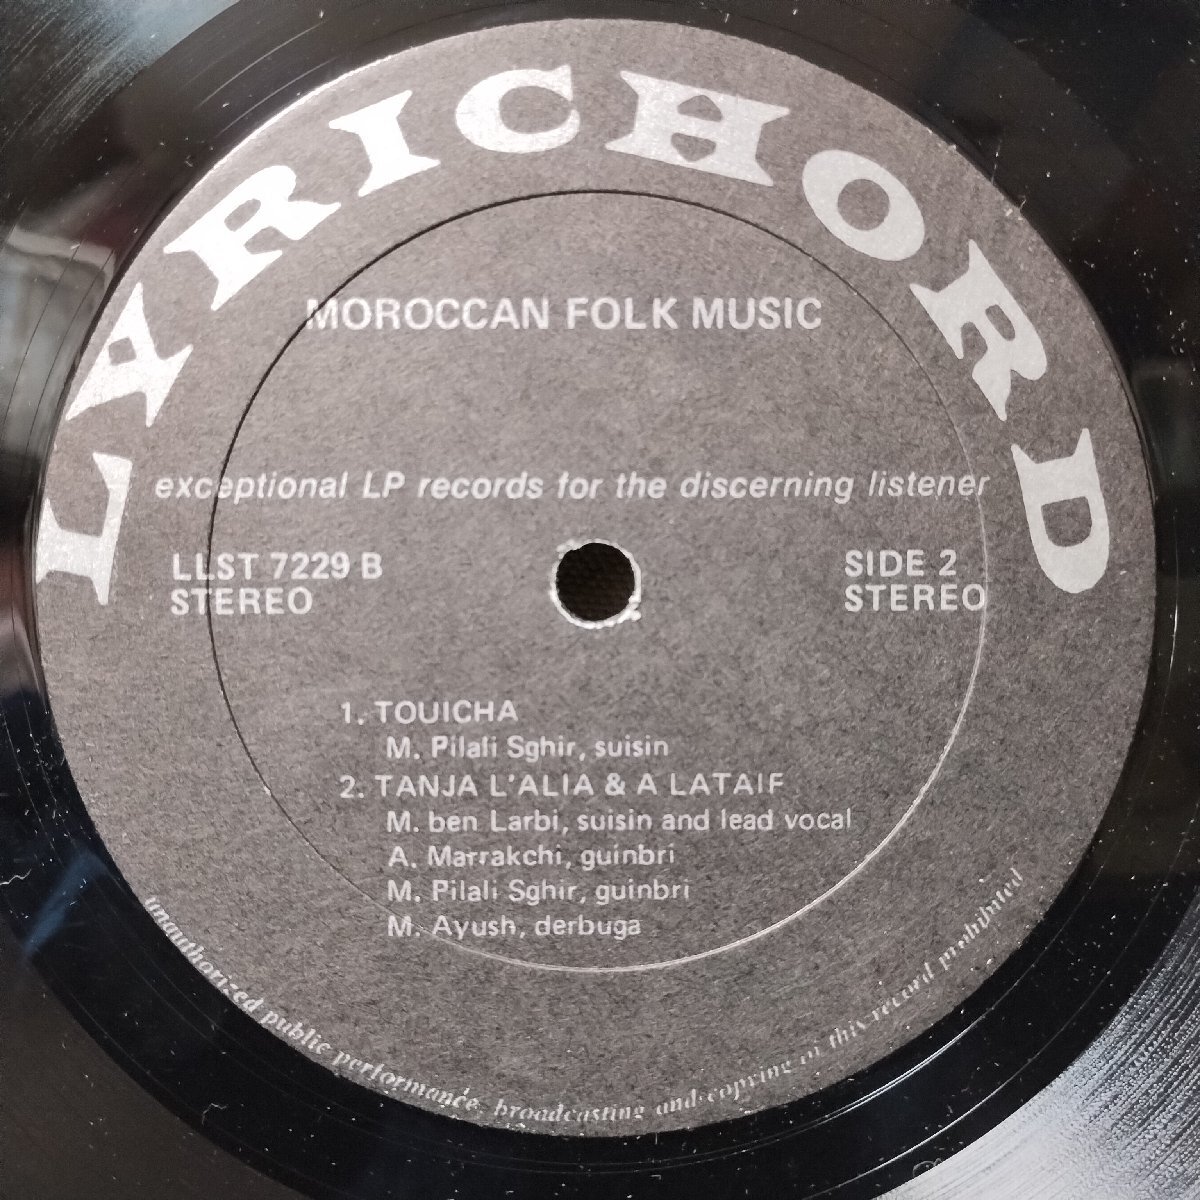 LYRICHORD
MOROCCAN FOLK MUSIC
exceptional LP records for the discerning listener
LLST 7229 B
STEREO
SIDE 2
STEREO
1. TOUICHA
M. Pilali Sghir, suisin
2. TANJA L'ALIA & A LATAIF
M. ben Larbi, suisin and lead vocal
A. Marrakchi, guinbri
M. Pilali Sghir, guinbri
M. Ayush, derbuga
unauthorized public performance, broadcasting and copying of this record prohibited